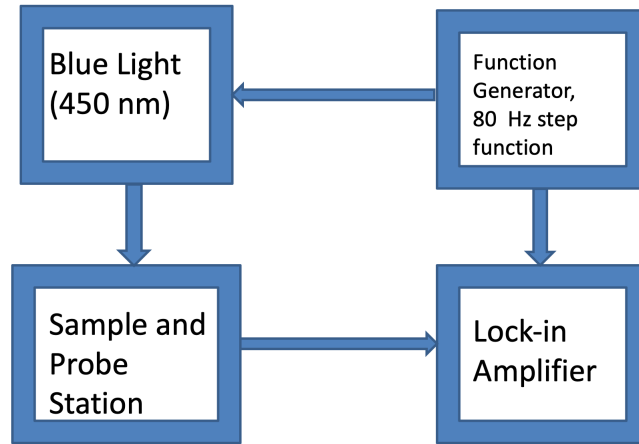 Blue Light
(450 nm)
Function
Generator,
80 Hz step
function
Sample and
Probe
Station
Lock-in
Amplifier